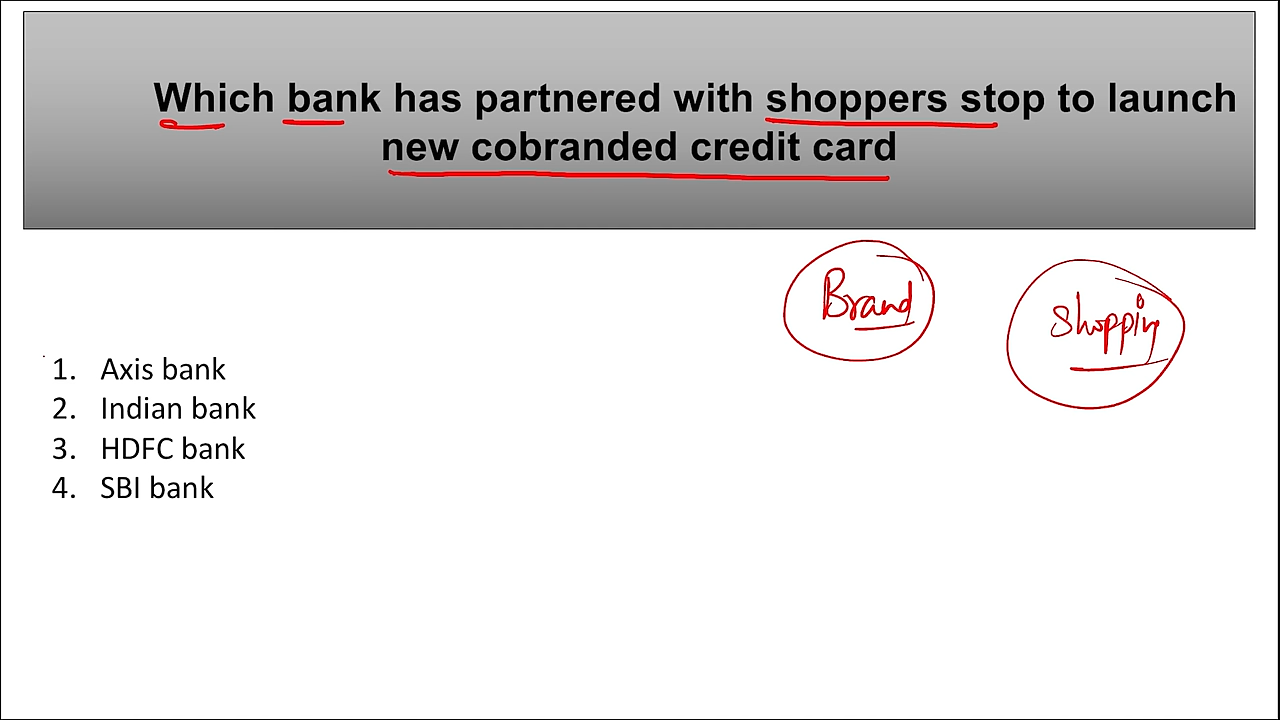 Which bank has partnered with shoppers stop to launch
new cobranded credit card
Brand
Shopping
1. Axis bank
2. Indian bank
3. HDFC bank
4. SBI bank